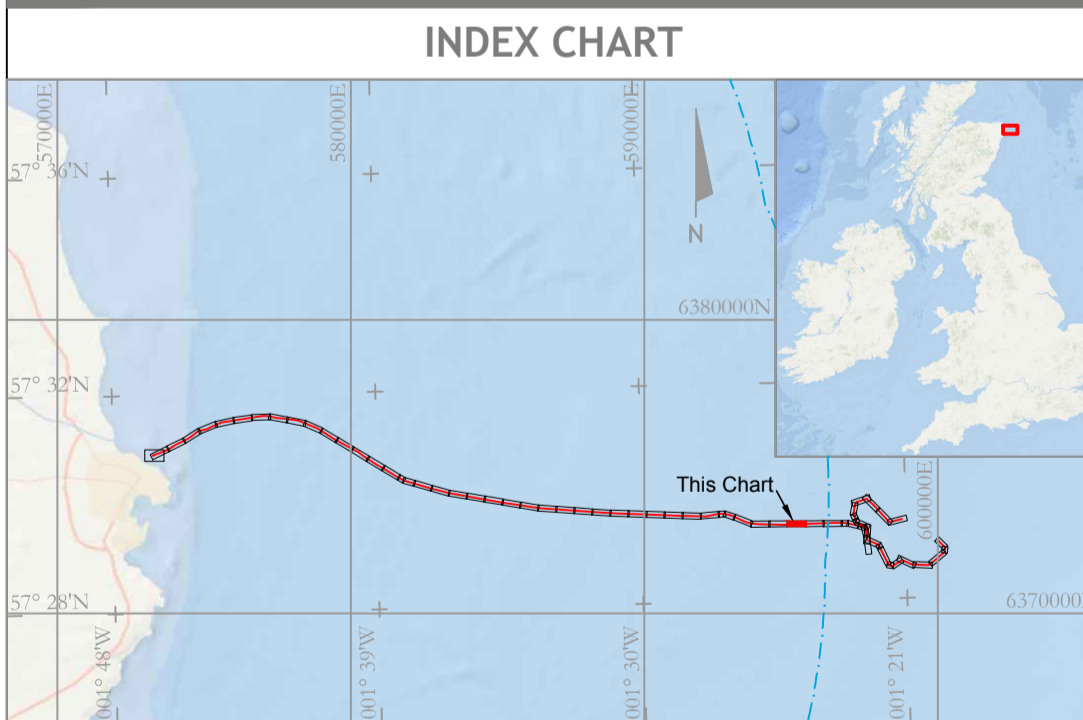 INDEX CHART
570000E
580000E
590000E
57° 36'N
N
6380000N
57° 32'N
This Chart
600000E
57° 28'N
6370000
001° 48'W
001° 39'W
001° 30'W
001° 21'W